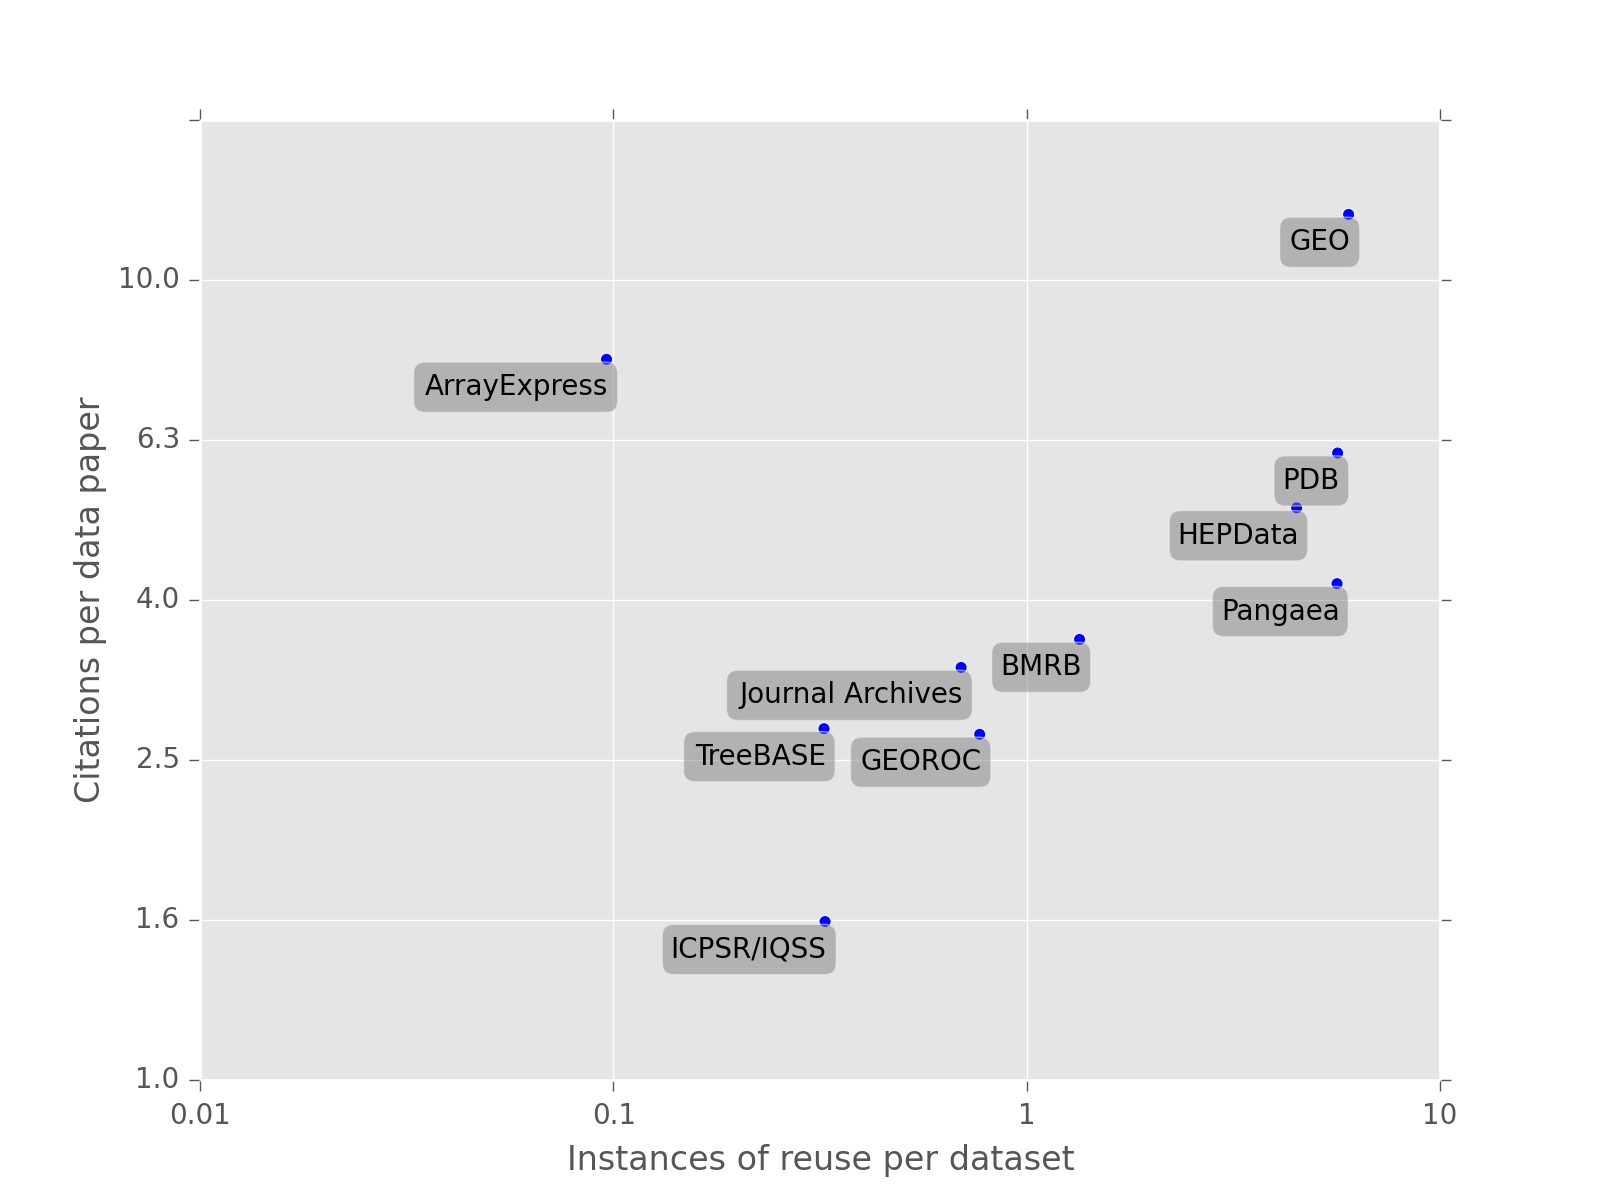 GEO
10.0
ArrayExpress
6.3
PDB
HEPData
4.0
Pangaea
BMRB
Journal Archives
TreeBASE
GEOROC
2.5
1.6
ICPSR/IQSS
1.0
Citations per data paper
0.01 0.1 1 10
Instances of reuse per dataset